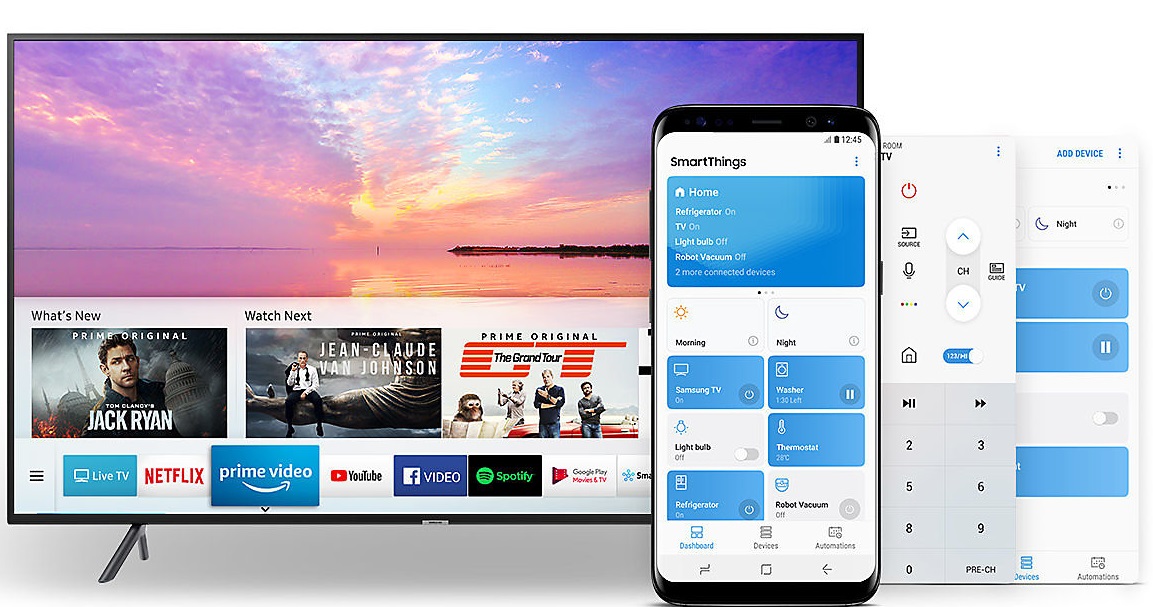 What's New
Watch Next
PRIME ORIGINAL
TOM CLANCY'S
JACK RYAN
PRIME ORIGINAL
JEAN-CLAUDE
VAN JOHNSON
PRIME ORIGINAL
The Grand Tour
GT
Live TV
NETFLIX
prime video
YouTube
VIDEO
Spotify
Google Play
Movies & TV
Sma
12:45
SmartThings
Home
Refrigerator On
TV On
Light bulb Off
Robot Vacuum Off
2 more connected devices
Morning
Night
Samsung TV
On
Washer
1:30 Left
Light bulb
Off
Thermostat
28°C
Refrigerator
On
Robot Vacuum
Off
Dashboard
Devices
Automations
ROOM
TV
SOURCE
CH
GUIDE
123/
2
3
5
6
8
9
0
PRE-CH
ADD DEVICE
Night
TV
Devices
Automations